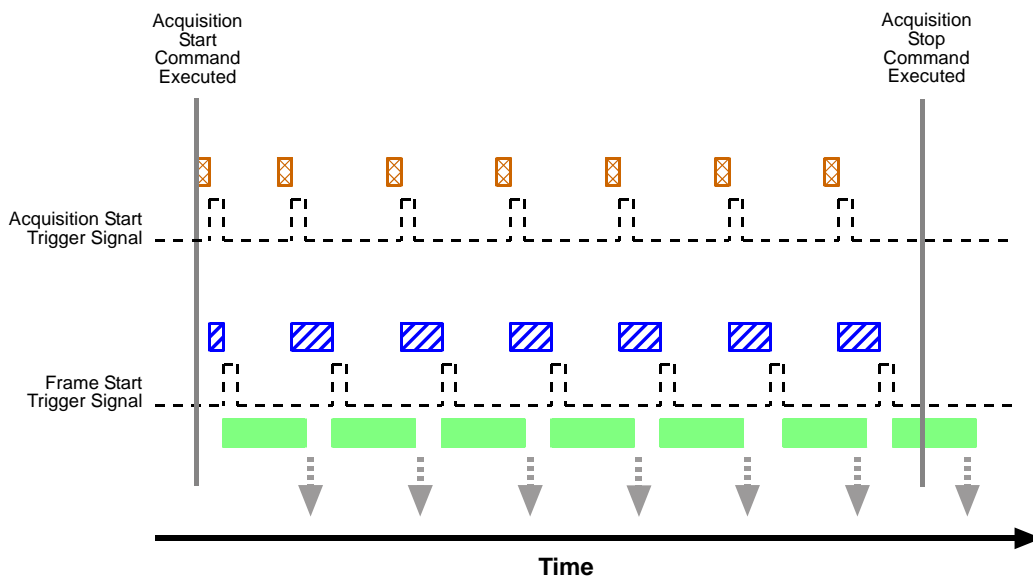 Acquisition
Start
Command
Executed
Acquisition
Stop
Command
Executed
Acquisition Start
Trigger Signal
Frame Start
Trigger Signal
Time